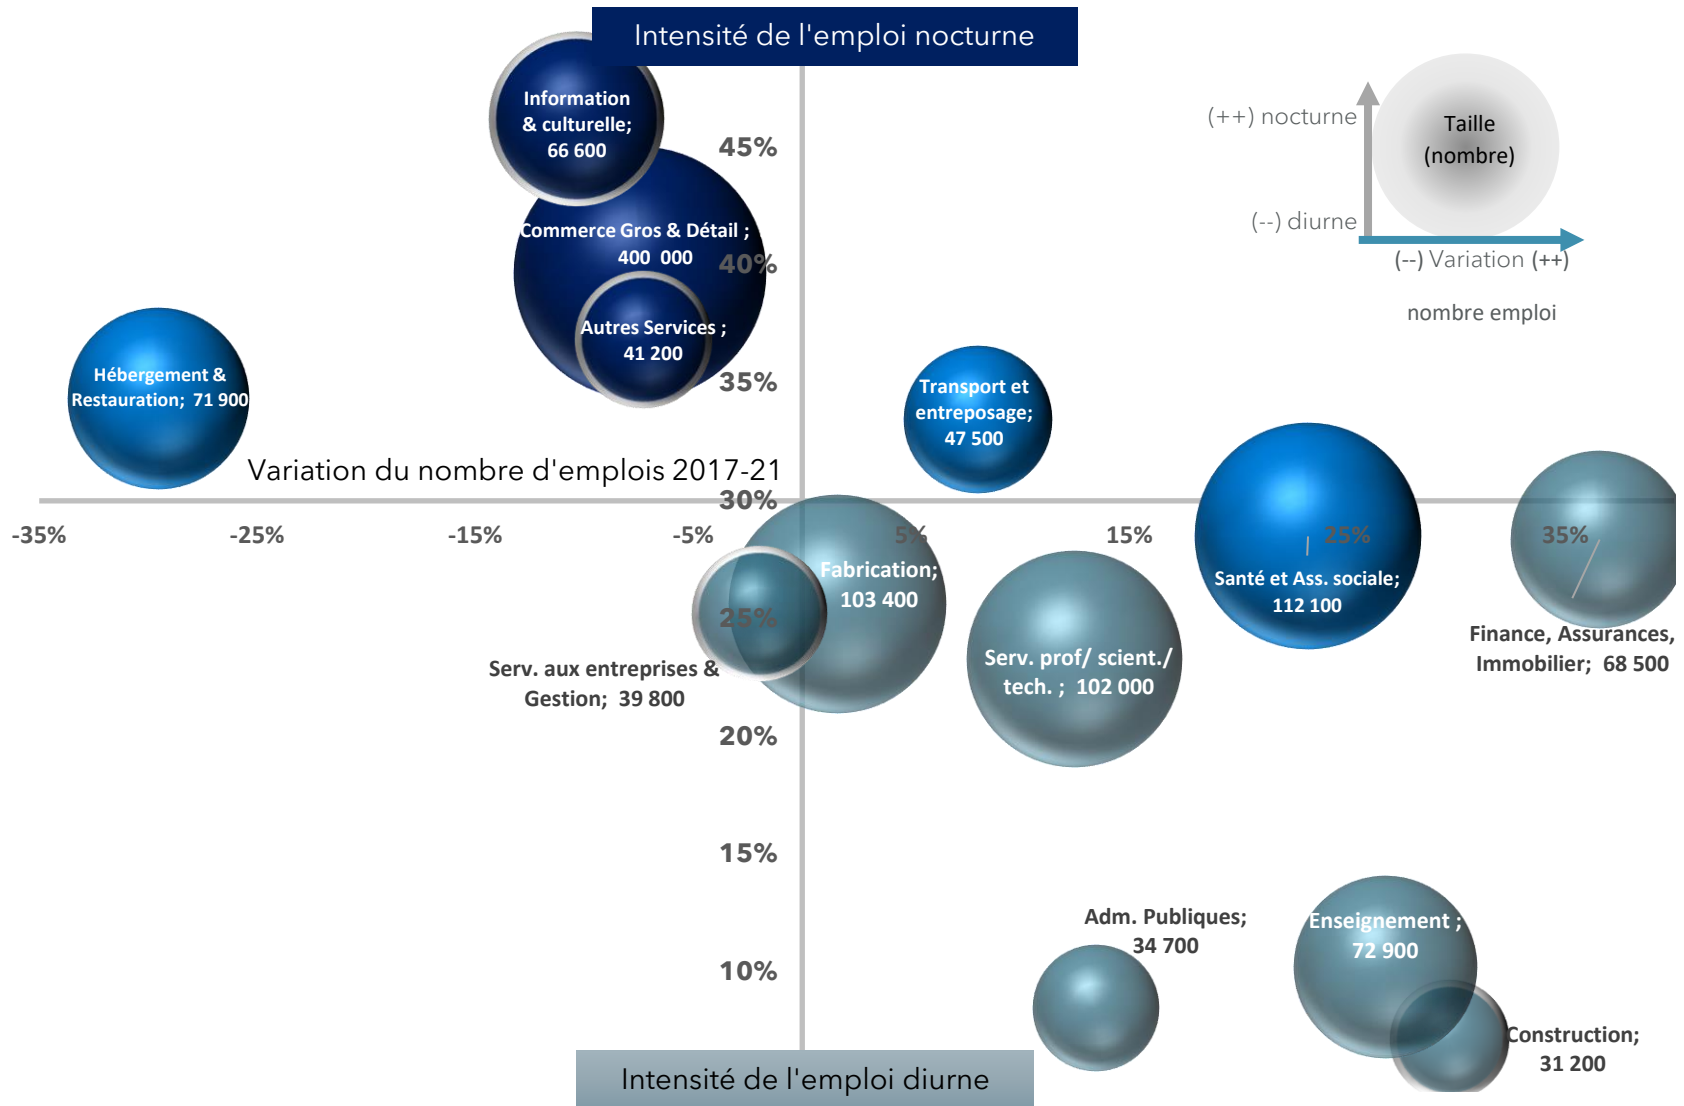 Intensité de l'emploi nocturne
Information
& culturelle;
66 600
(++) nocturne
Taille
(nombre)
(--) diurne
(--) Variation (++)
nombre emploi
45%
Commerce Gros & Détail ;
400 000
40%
Autres Services ;
41 200
35%
Hébergement &
Restauration; 71 900
Transport et
entreposage;
47 500
Variation du nombre d'emplois 2017-21
30%
-35%
-25%
-15%
-5%
5%
15%
25%
35%
Fabrication;
103 400
Santé et Ass. sociale;
112 100
25%
Finance, Assurances,
Immobilier; 68 500
Serv. aux entreprises &
Gestion; 39 800
Serv. prof/ scient./
tech. ; 102 000
20%
15%
Adm. Publiques;
34 700
Enseignement ;
72 900
10%
Construction;
31 200
Intensité de l'emploi diurne